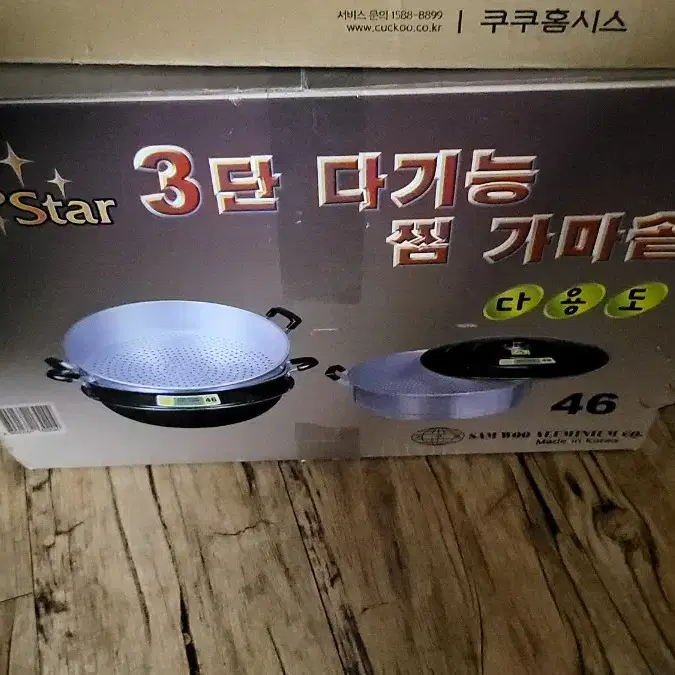 서비스 문의 1588-8899
www.cuckoo.co.kr
쿠쿠홈시스
Star
3단 다기능
찜 가마솥
다용도
46
46
46
SAM WOO ALUMINIUM CO.
Made in Korea